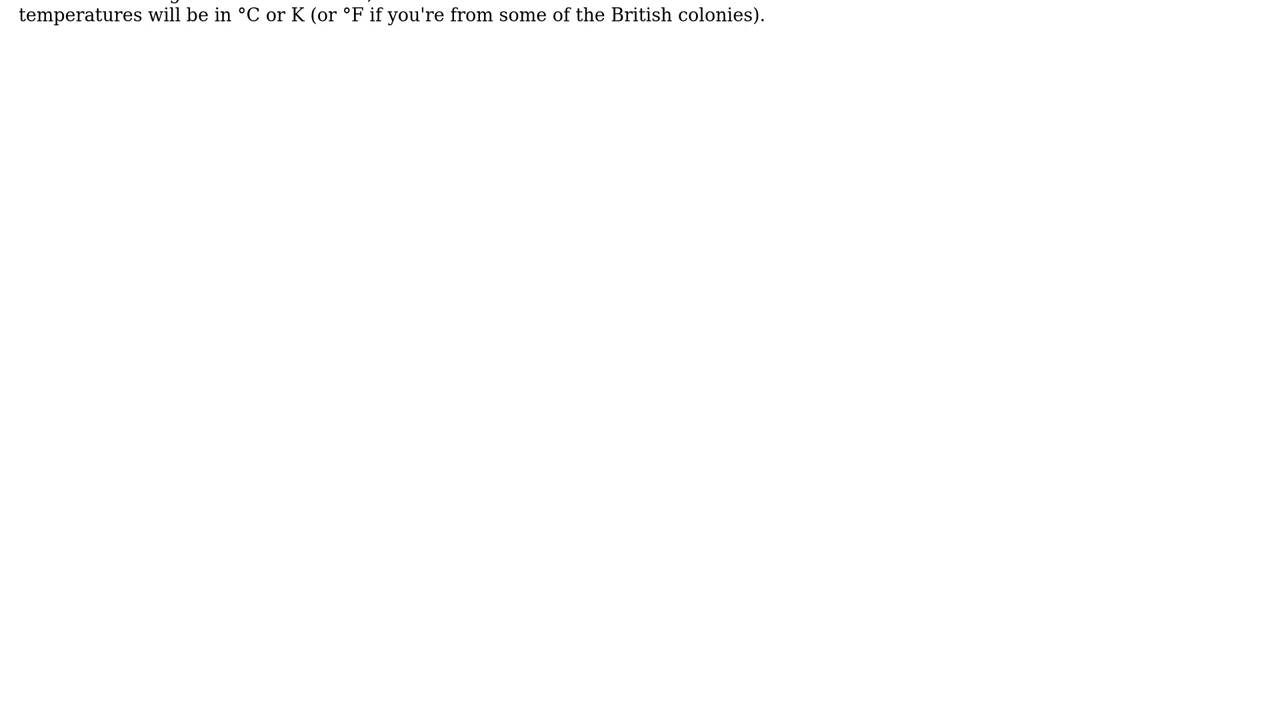 temperatures will be in °C or K (or °F if you're from some of the British colonies).